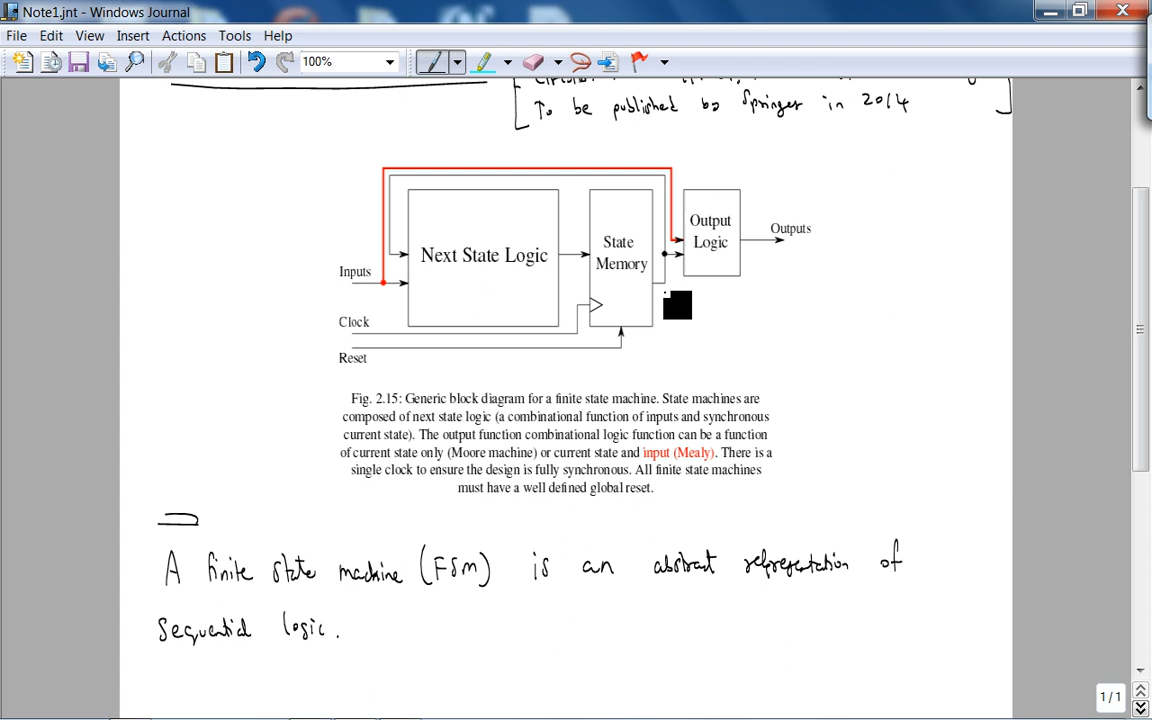 Note1.jnt - Windows Journal
File Edit View Insert Actions Tools Help
100%
To be published by Springer in 2014
Next State Logic
State
Memory
Output
Logic
Outputs
Inputs
Clock
Reset
Fig. 2.15: Generic block diagram for a finite state machine. State machines are
composed of next state logic (a combinational function of inputs and synchronous
current state). The output function combinational logic function can be a function
of current state only (Moore machine) or current state and input (Mealy). There is a
single clock to ensure the design is fully synchronous. All finite state machines
must have a well defined global reset.
A finite state machine (FSM) is an abstract representation of
sequential logic.
1/1